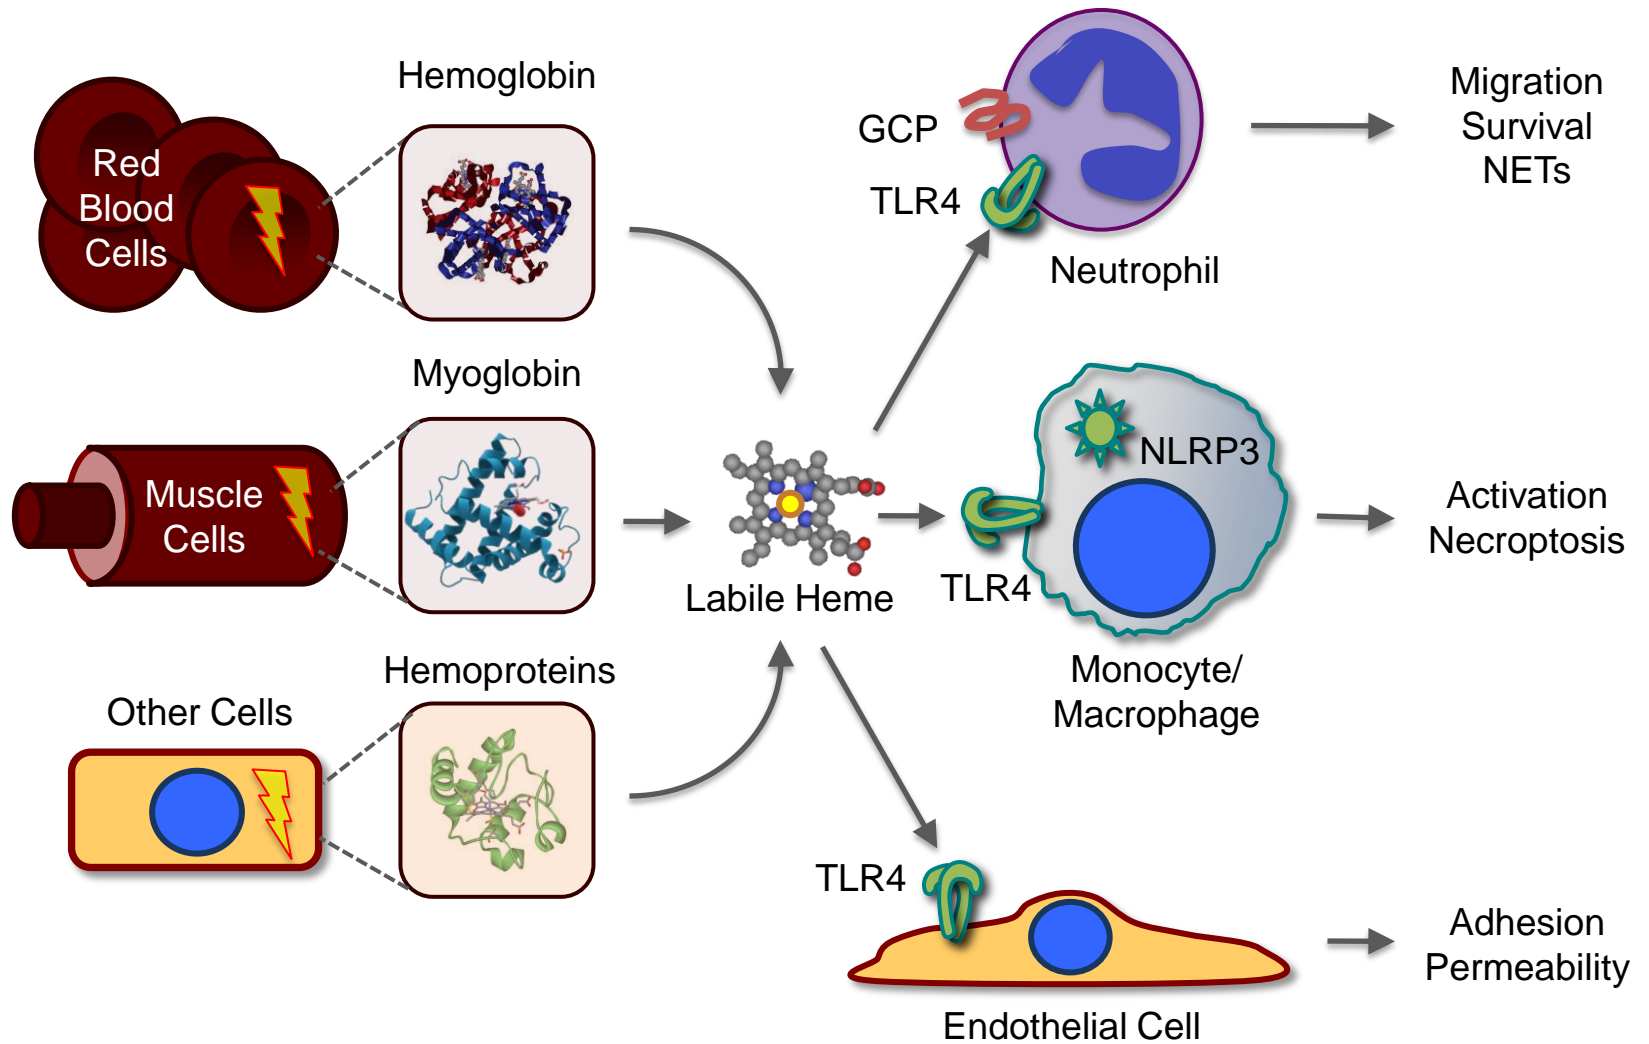 Hemoglobin
Red
Blood
Cells
Myoglobin
Muscle
Cells
Hemoproteins
Other Cells
Labile Heme
GCP
TLR4
Neutrophil
Migration
Survival
NETs
NLRP3
TLR4
Monocyte/
Macrophage
Activation
Necroptosis
TLR4
Endothelial Cell
Adhesion
Permeability